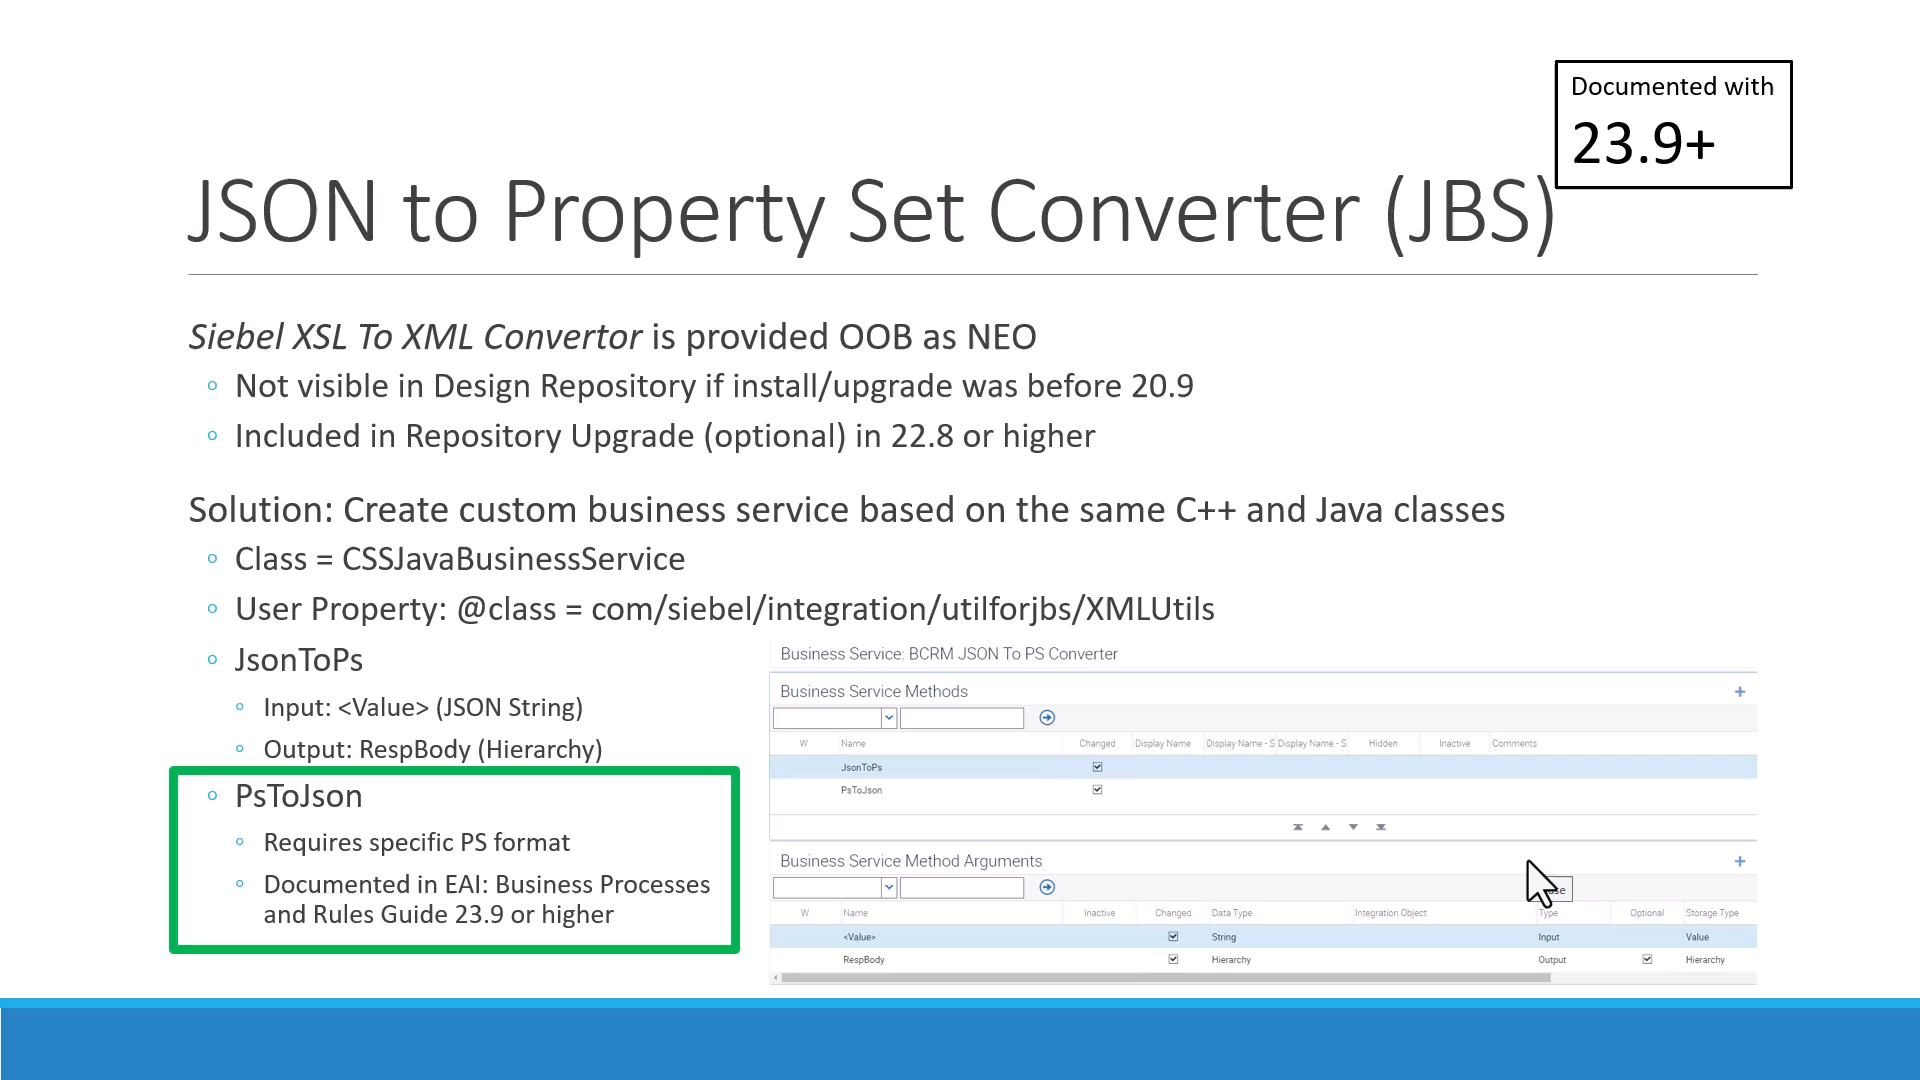 Documented with
23.9+
JSON to Property Set Converter (JBS)
Siebel XSL To XML Convertor is provided OOB as NEO
Not visible in Design Repository if install/upgrade was before 20.9
Included in Repository Upgrade (optional) in 22.8 or higher
Solution: Create custom business service based on the same C++ and Java classes
Class = CSSJavaBusinessService
User Property: @class = com/siebel/integration/utilforjbs/XMLUtils
JsonToPs
Input: <Value> (JSON String)
Output: RespBody (Hierarchy)
PsToJson
Requires specific PS format
Documented in EAI: Business Processes
and Rules Guide 23.9 or higher
Business Service: BCRM JSON To PS Converter
Business Service Methods
W Name Changed Display Name Display Name - S Display Name - S Hidden Inactive Comments
JsonToPs
PsToJson
Business Service Method Arguments
W Name Inactive Changed Data Type Integration Object Type Optional Storage Type
<Value> String Input Value
RespBody Hierarchy Output Hierarchy